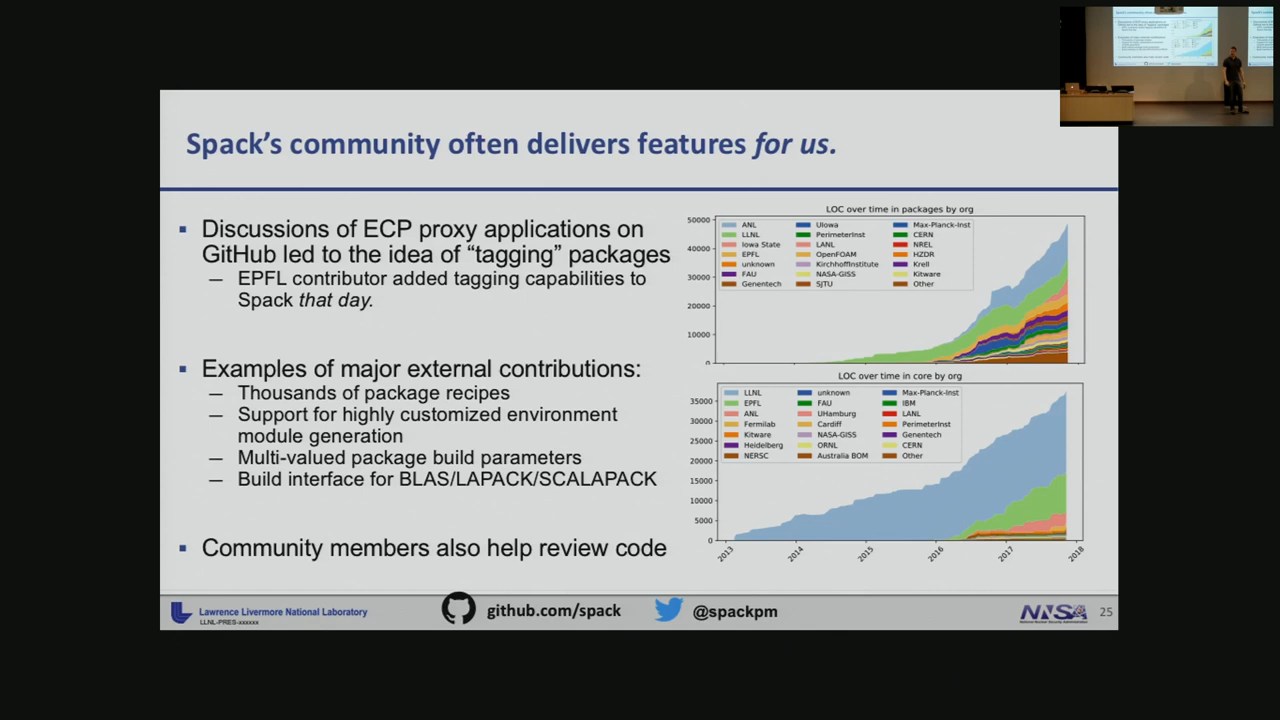 Spack's community often delivers features for us.
Discussions of ECP proxy applications on
GitHub led to the idea of “tagging” packages
— EPFL contributor added tagging capabilities to
Spack that day.
Examples of major external contributions:
— Thousands of package recipes
— Support for highly customized environment
module generation
— Multi-valued package build parameters
— Build interface for BLAS/LAPACK/SCALAPACK
Community members also help review code
LOC over time in packages by org
50000
40000
30000
20000
10000
0
ANL UIowa Max-Planck-Inst
LLNL PerimeterInst CERN
Iowa State LANL NREL
EPFL OpenFOAM HZDR
unknown KirchhoffInstitute Krell
FAU NASA-GISS Kitware
Genentech SJTU Other
LOC over time in core by org
35000
30000
25000
20000
15000
10000
5000
0
LLNL unknown Max-Planck-Inst
EPFL FAU IBM
ANL UHamburg LANL
Fermilab Cardiff PerimeterInst
Kitware NASA-GISS Genentech
Heidelberg ORNL CERN
NERSC Australia BOM Other
2013 2014 2015 2016 2017 2018
Lawrence Livermore National Laboratory
LLNL-PRES-xxxxxx
github.com/spack
@spackpm
NNSA
National Nuclear Security Administration
25